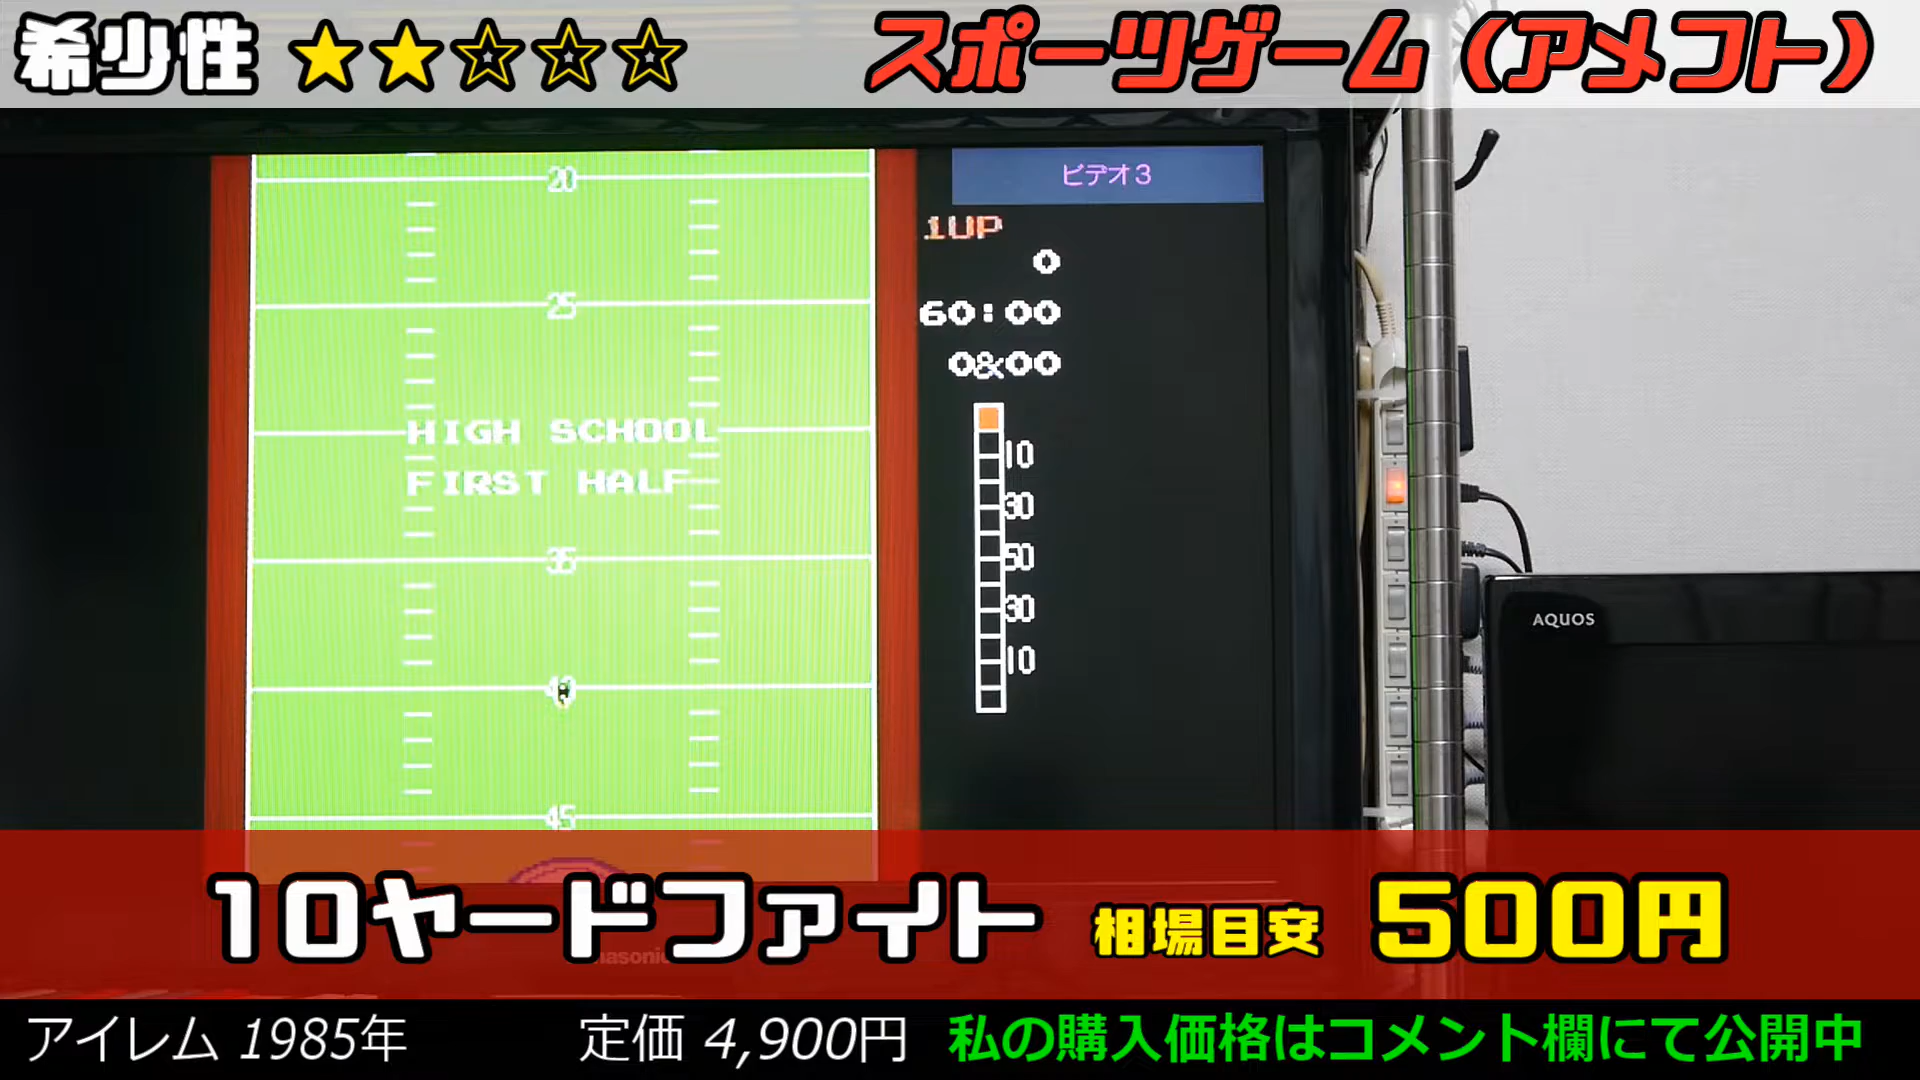 希少性 ★★☆☆☆
スポーツゲーム（アメフト）
ビデオ3
20
25
HIGH SCHOOL
FIRST HALF
35
40
45
1UP
0
60:00
0&00
10
30
50
30
10
AQUOS
10ヤードファイト 相場目安 500円
アイレム 1985年 定価 4,900円 私の購入価格はコメント欄にて公開中